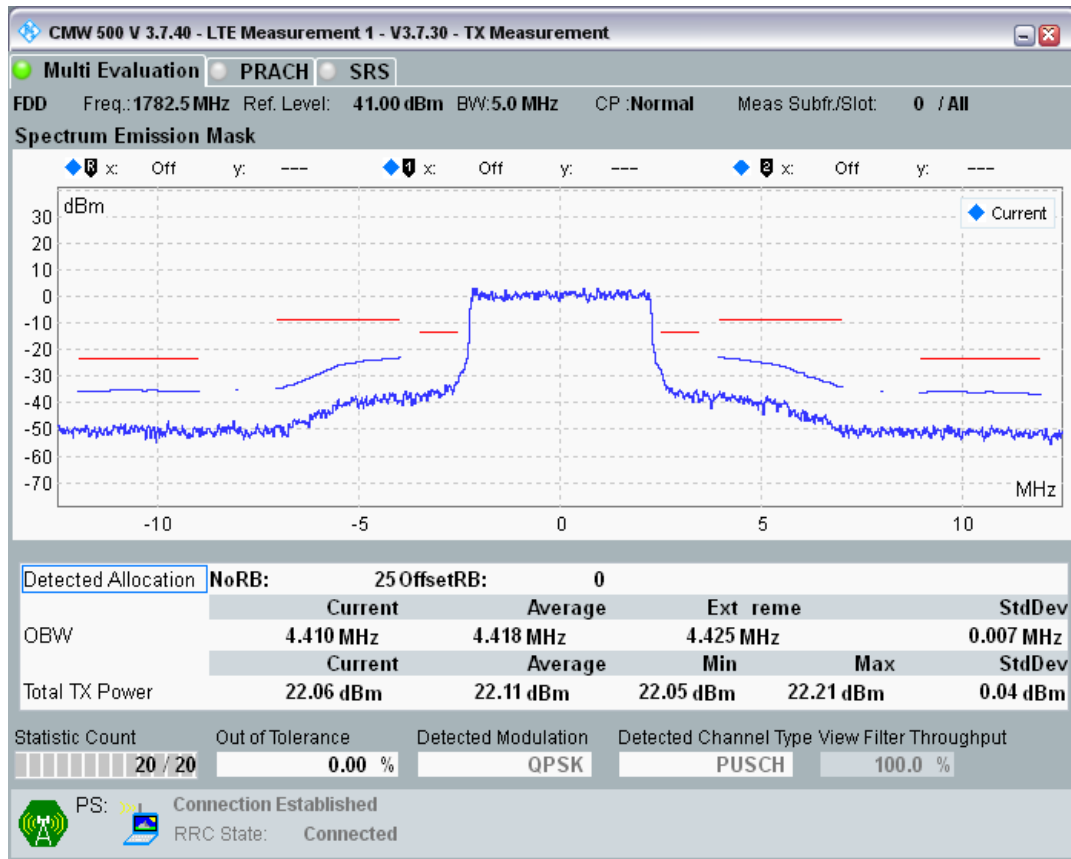 CMW 500 V 3.7.40 - LTE Measurement 1 - V3.7.30 - TX Measurement
Multi Evaluation PRACH SRS
FDD Freq.:1782.5 MHz Ref. Level: 41.00 dBm BW:5.0 MHz CP :Normal Meas Subfr./Slot: 0 / All
Spectrum Emission Mask
R x: Off y: --- 1 x: Off y: --- 2 x: Off y: ---
dBm
Current
30
20
10
0
-10
-20
-30
-40
-50
-60
-70
MHz
-10 -5 0 5 10
Detected Allocation NoRB: 25 OffsetRB: 0
Current Average Ext reme StdDev
OBW 4.410 MHz 4.418 MHz 4.425 MHz 0.007 MHz
Current Average Min Max StdDev
Total TX Power 22.06 dBm 22.11 dBm 22.05 dBm 22.21 dBm 0.04 dBm
Statistic Count Out of Tolerance Detected Modulation Detected Channel Type View Filter Throughput
20 / 20 0.00 % QPSK PUSCH 100.0 %
PS: Connection Established
RRC State: Connected